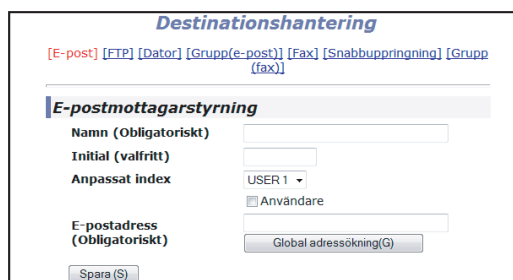 Destinationshantering
[E-post] [FTP] [Dator] [Grupp(e-post)] [Fax] [Snabbuppringning] [Grupp
(fax)]
E-postmottagarstyrning
Namn (Obligatoriskt)
Initial (valfritt)
Anpassat index USER 1
Användare
E-postadress
(Obligatoriskt)
Global adressökning(G)
Spara (S)